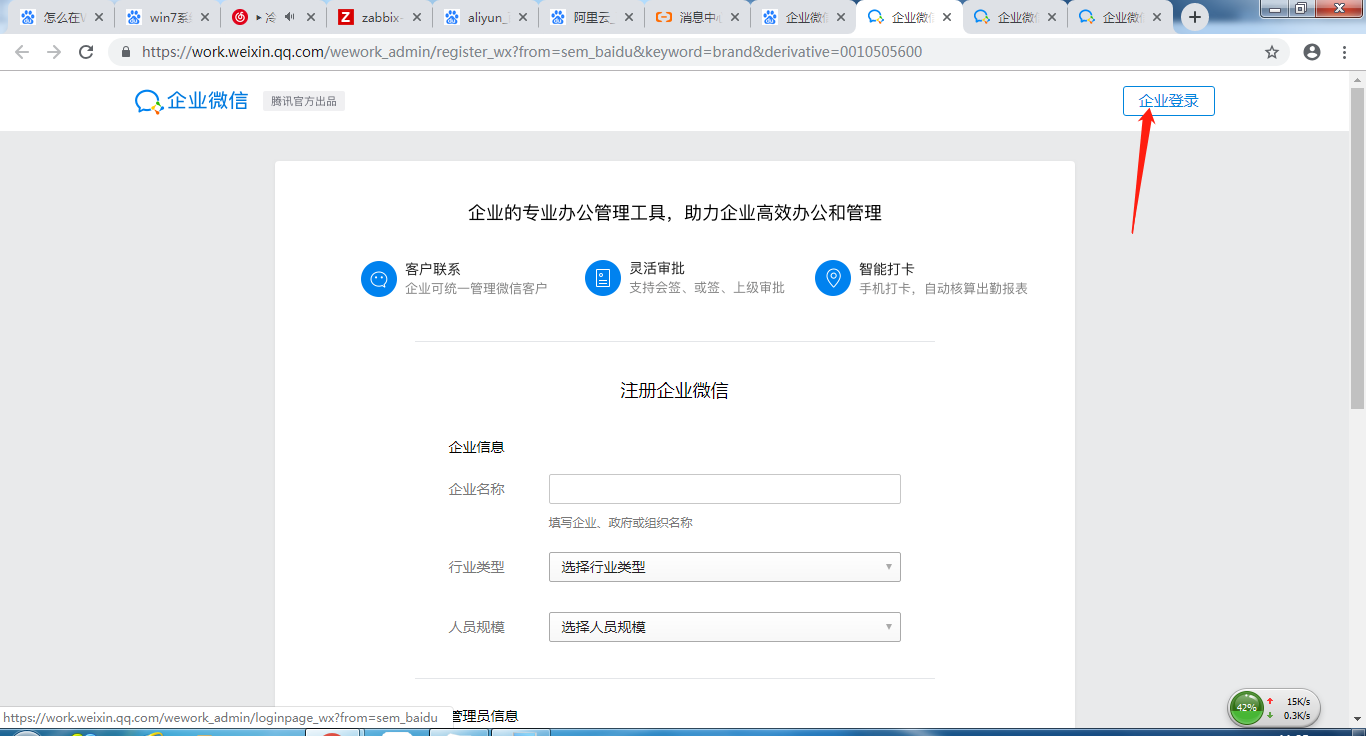 怎么在
win7系
冷
zabbix-
aliyun_
阿里云_
消息中心
企业微信
企业微信
企业微信
企业微信
https://work.weixin.qq.com/wework_admin/register_wx?from=sem_baidu&keyword=brand&derivative=0010505600
企业微信
腾讯官方出品
企业登录
企业的专业办公管理工具，助力企业高效办公和管理
客户联系
企业可统一管理微信客户
灵活审批
支持会签、或签、上级审批
智能打卡
手机打卡，自动核算出勤报表
注册企业微信
企业信息
企业名称
填写企业、政府或组织名称
行业类型
选择行业类型
人员规模
选择人员规模
管理员信息
https://work.weixin.qq.com/wework_admin/loginpage_wx?from=sem_baidu
42%
15K/s
0.3K/s